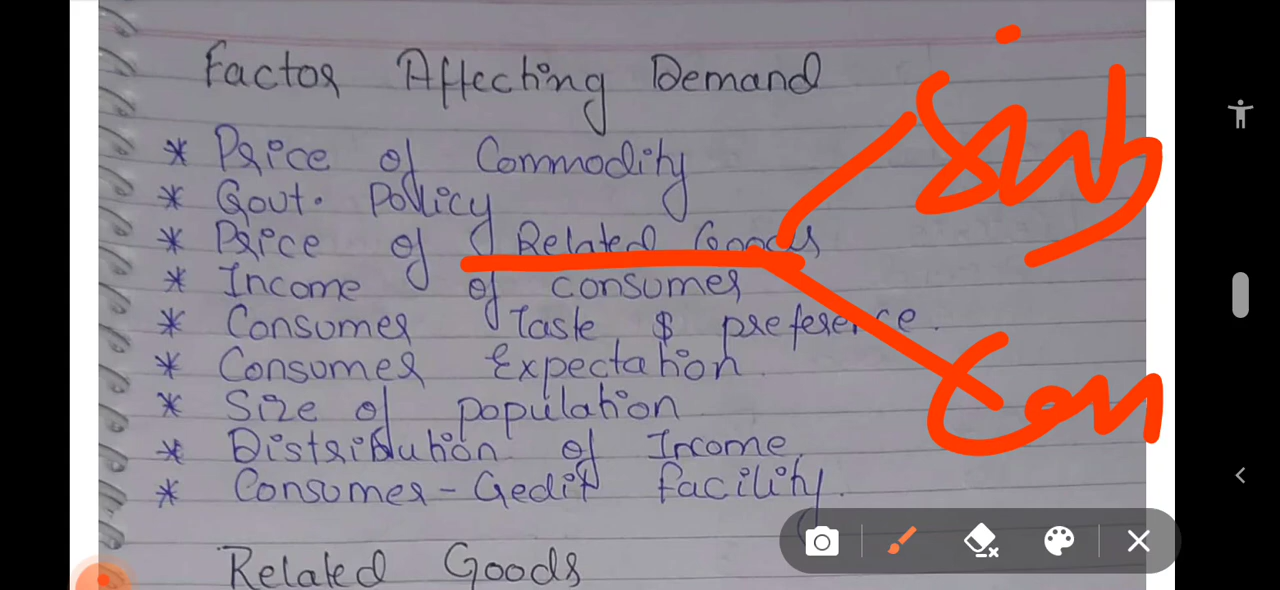 Factor Affecting Demand
* Price of Commodity
* Govt. Policy
* Price of Related Goods
* Income of consumer
* Consumer Taste & preference.
* Consumer Expectation
* Size of population
* Distribution of Income.
* Consumer-Credit facility.
Related Goods
Sub
Com